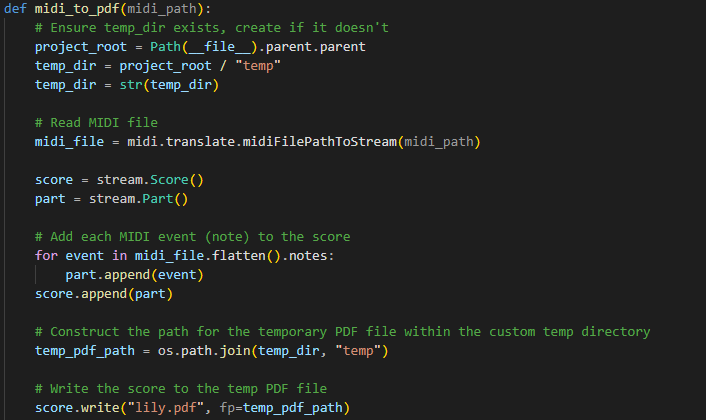 def midi_to_pdf(midi_path):
    # Ensure temp_dir exists, create if it doesn't
    project_root = Path(__file__).parent.parent
    temp_dir = project_root / "temp"
    temp_dir = str(temp_dir)

    # Read MIDI file
    midi_file = midi.translate.midiFilePathToStream(midi_path)

    score = stream.Score()
    part = stream.Part()

    # Add each MIDI event (note) to the score
    for event in midi_file.flatten().notes:
        part.append(event)
    score.append(part)

    # Construct the path for the temporary PDF file within the custom temp directory
    temp_pdf_path = os.path.join(temp_dir, "temp")

    # Write the score to the temp PDF file
    score.write("lily.pdf", fp=temp_pdf_path)